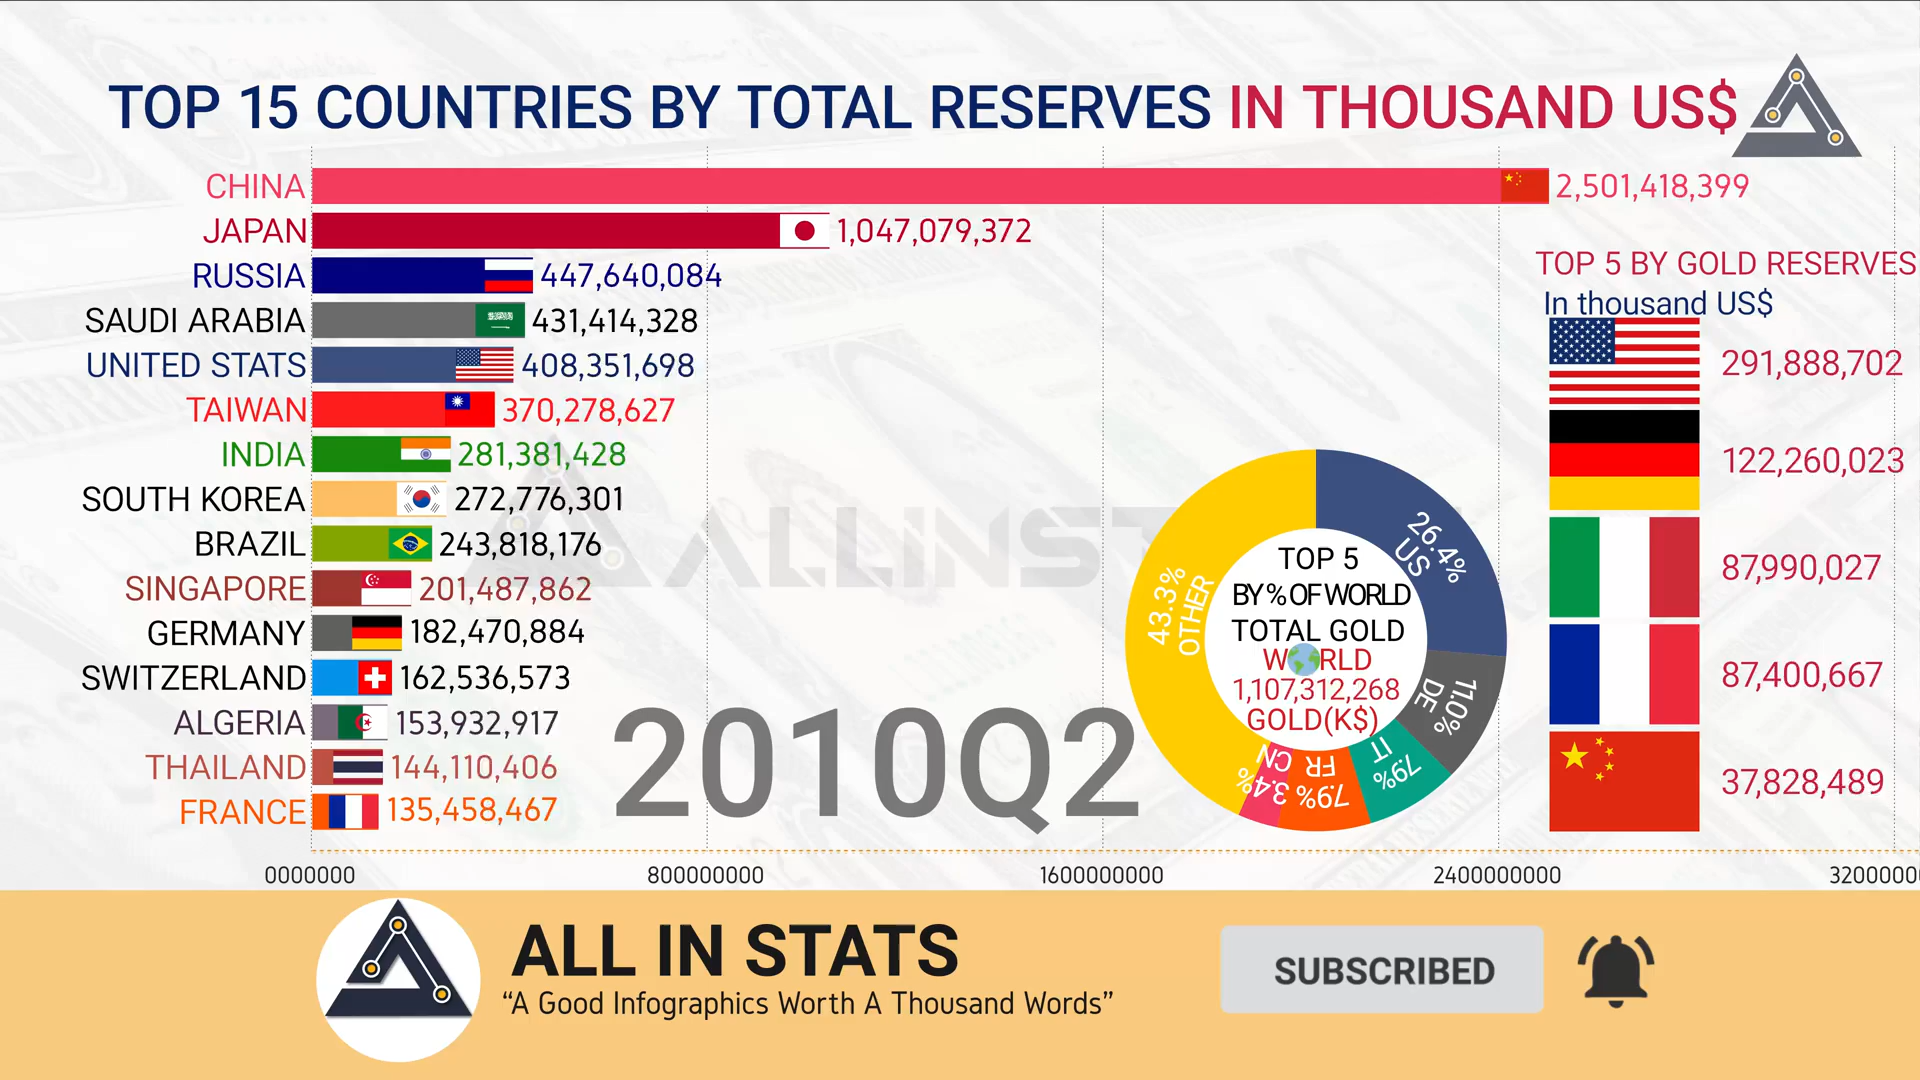 TOP 15 COUNTRIES BY TOTAL RESERVES IN THOUSAND US$
CHINA 2,501,418,399
JAPAN 1,047,079,372
RUSSIA 447,640,084
SAUDI ARABIA 431,414,328
UNITED STATS 408,351,698
TAIWAN 370,278,627
INDIA 281,381,428
SOUTH KOREA 272,776,301
BRAZIL 243,818,176
SINGAPORE 201,487,862
GERMANY 182,470,884
SWITZERLAND 162,536,573
ALGERIA 153,932,917
THAILAND 144,110,406
FRANCE 135,458,467
ALLINST
2010Q2
TOP 5 BY GOLD RESERVES
In thousand US$
291,888,702
122,260,023
87,990,027
87,400,667
37,828,489
26.4%
US
11.0%
DE
7.9%
IT
7.9%
FR
3.4%
CN
43.3%
OTHER
TOP 5
BY % OF WORLD
TOTAL GOLD
W RLD
1,107,312,268
GOLD(K$)
0000000 800000000 1600000000 2400000000 32000000
ALL IN STATS
“A Good Infographics Worth A Thousand Words”
SUBSCRIBED